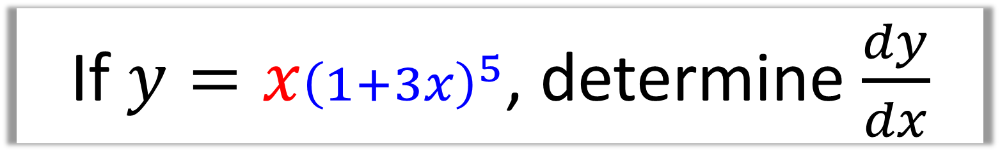 If y = x(1+3x)⁵, determine dy/dx